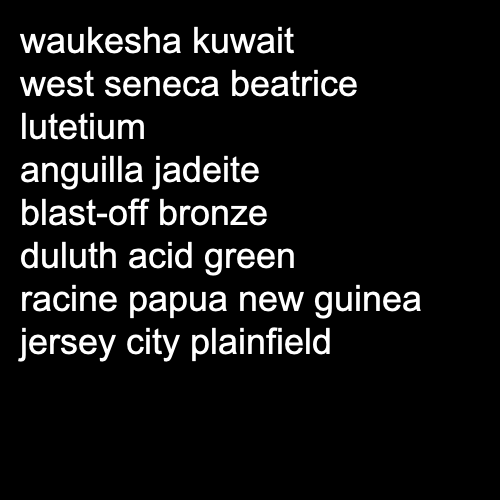 waukesha kuwait
west seneca beatrice
lutetium
anguilla jadeite
blast-off bronze
duluth acid green
racine papua new guinea
jersey city plainfield